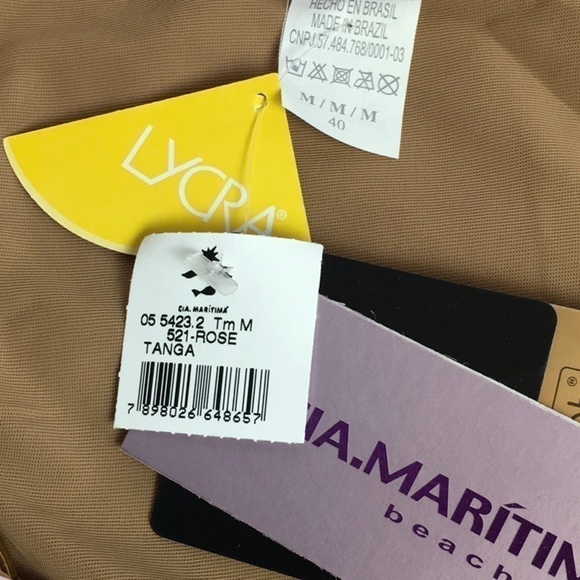 HECHO EN BRASIL
MADE IN BRAZIL
CNPJ.57.484.768/0001-03
M / M / M
40
LYCRA®
CIA.MARÍTIMA
05 5423.2 Tm M
521-ROSE
TANGA
7 898026 648657
CIA.MARÍTIM
beach
®